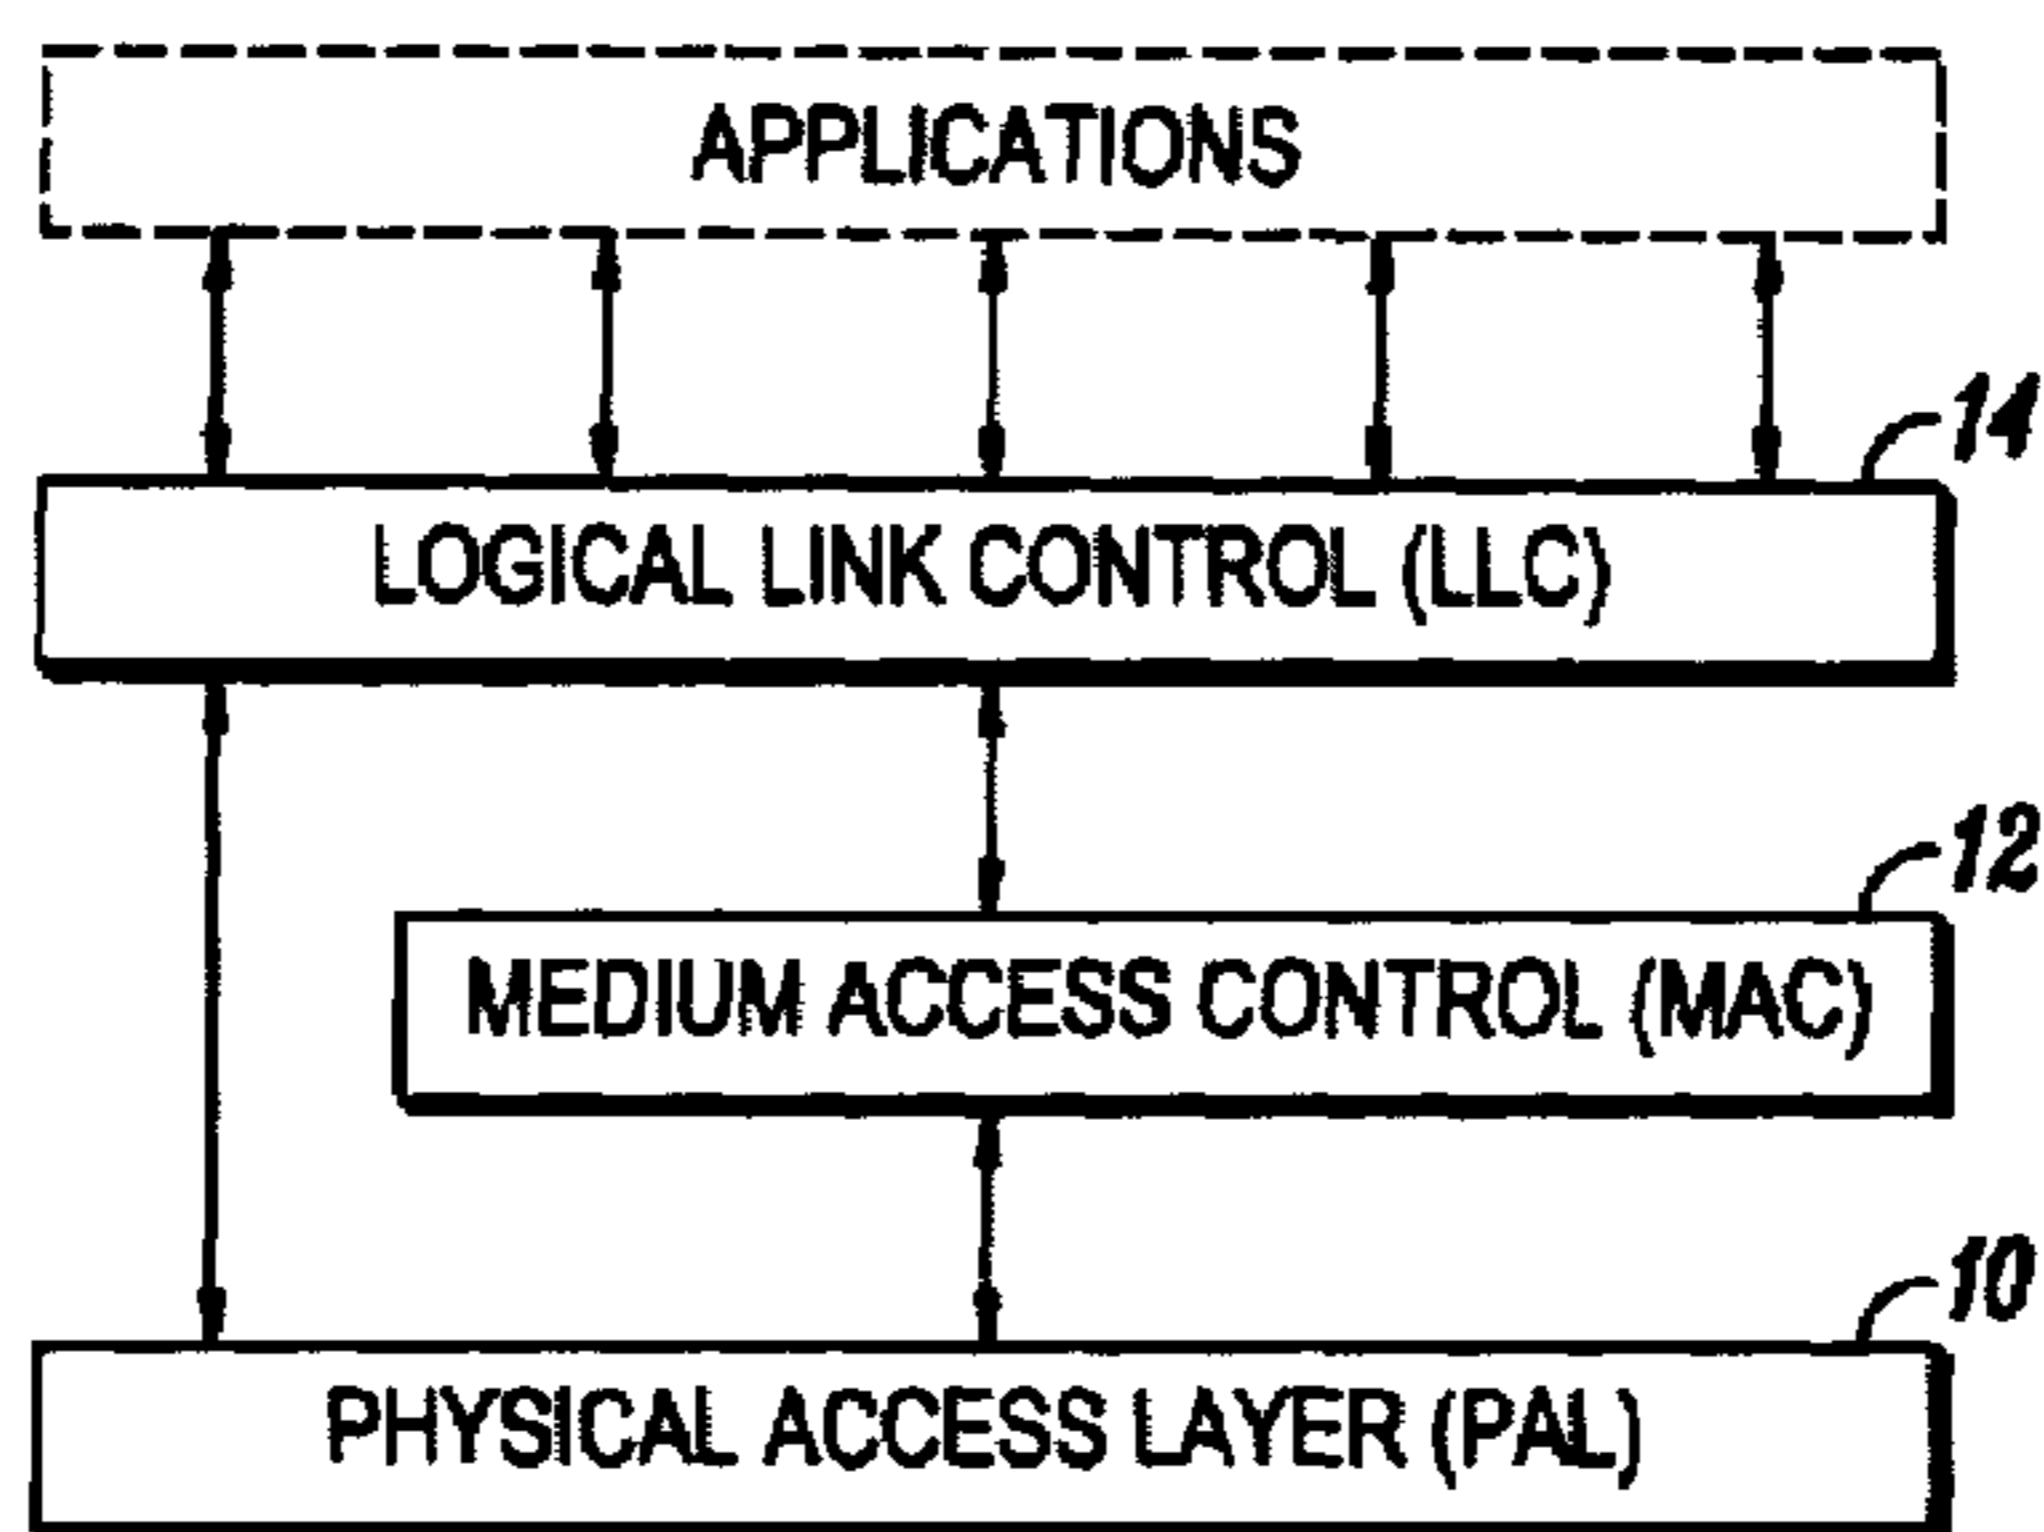 APPLICATIONS
14
LOGICAL LINK CONTROL (LLC)
12
MEDIUM ACCESS CONTROL (MAC)
10
PHYSICAL ACCESS LAYER (PAL)